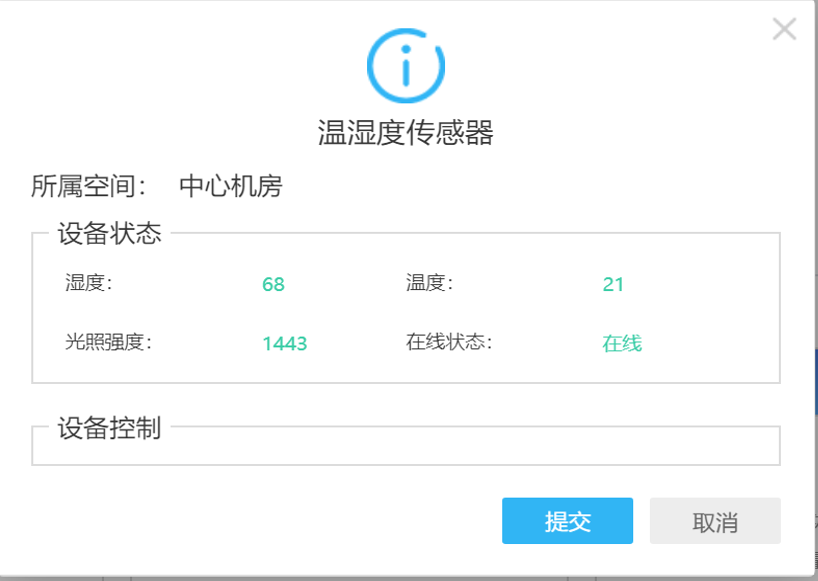 温湿度传感器
所属空间： 中心机房
设备状态
湿度： 68 温度： 21
光照强度： 1443 在线状态： 在线
设备控制
提交 取消